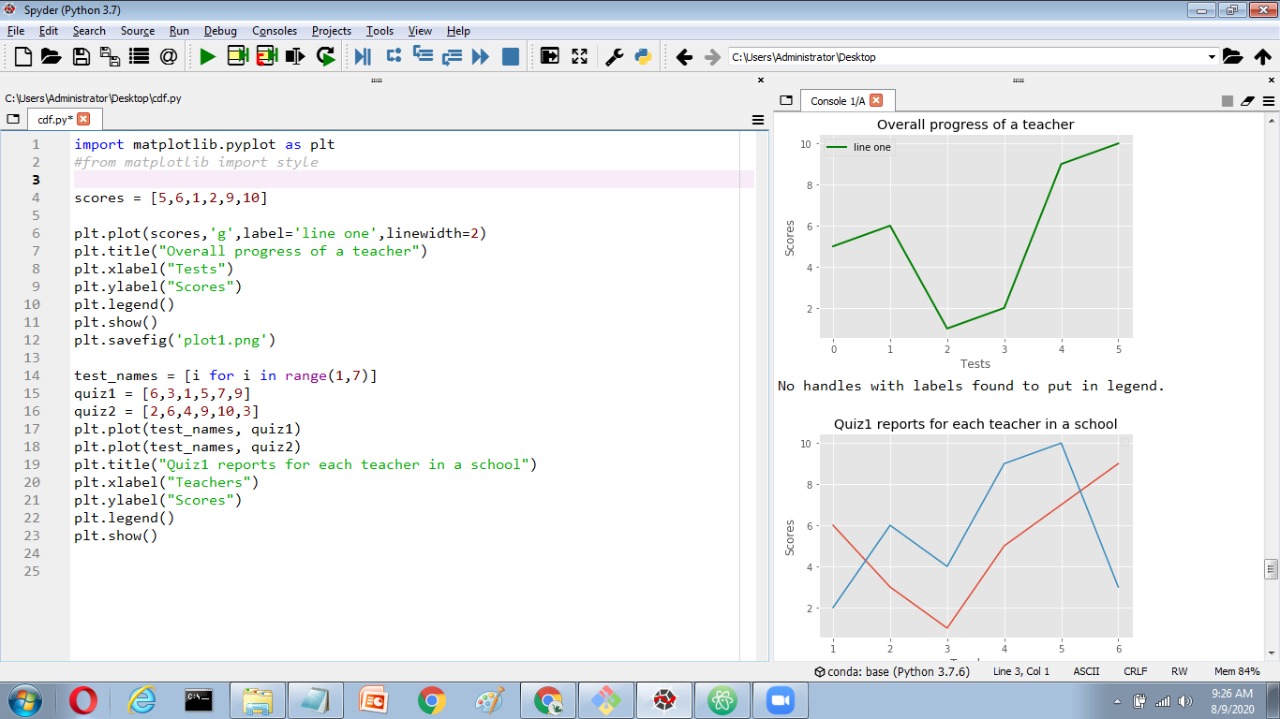 Spyder (Python 3.7)
File Edit Search Source Run Debug Consoles Projects Tools View Help
C:\Users\Administrator\Desktop
C:\Users\Administrator\Desktop\cdf.py
cdf.py*
1 import matplotlib.pyplot as plt
2 #from matplotlib import style
3
4 scores = [5,6,1,2,9,10]
5
6 plt.plot(scores,'g',label='line one',linewidth=2)
7 plt.title("Overall progress of a teacher")
8 plt.xlabel("Tests")
9 plt.ylabel("Scores")
10 plt.legend()
11 plt.show()
12 plt.savefig('plot1.png')
13
14 test_names = [i for i in range(1,7)]
15 quiz1 = [6,3,1,5,7,9]
16 quiz2 = [2,6,4,9,10,3]
17 plt.plot(test_names, quiz1)
18 plt.plot(test_names, quiz2)
19 plt.title("Quiz1 reports for each teacher in a school")
20 plt.xlabel("Teachers")
21 plt.ylabel("Scores")
22 plt.legend()
23 plt.show()
24
25
Console 1/A
Overall progress of a teacher
line one
10
8
6
4
2
Scores
0 1 2 3 4 5
Tests
No handles with labels found to put in legend.
Quiz1 reports for each teacher in a school
10
8
6
4
2
Scores
1 2 3 4 5 6
conda: base (Python 3.7.6) Line 3, Col 1 ASCII CRLF RW Mem 84%
9:26 AM
8/9/2020